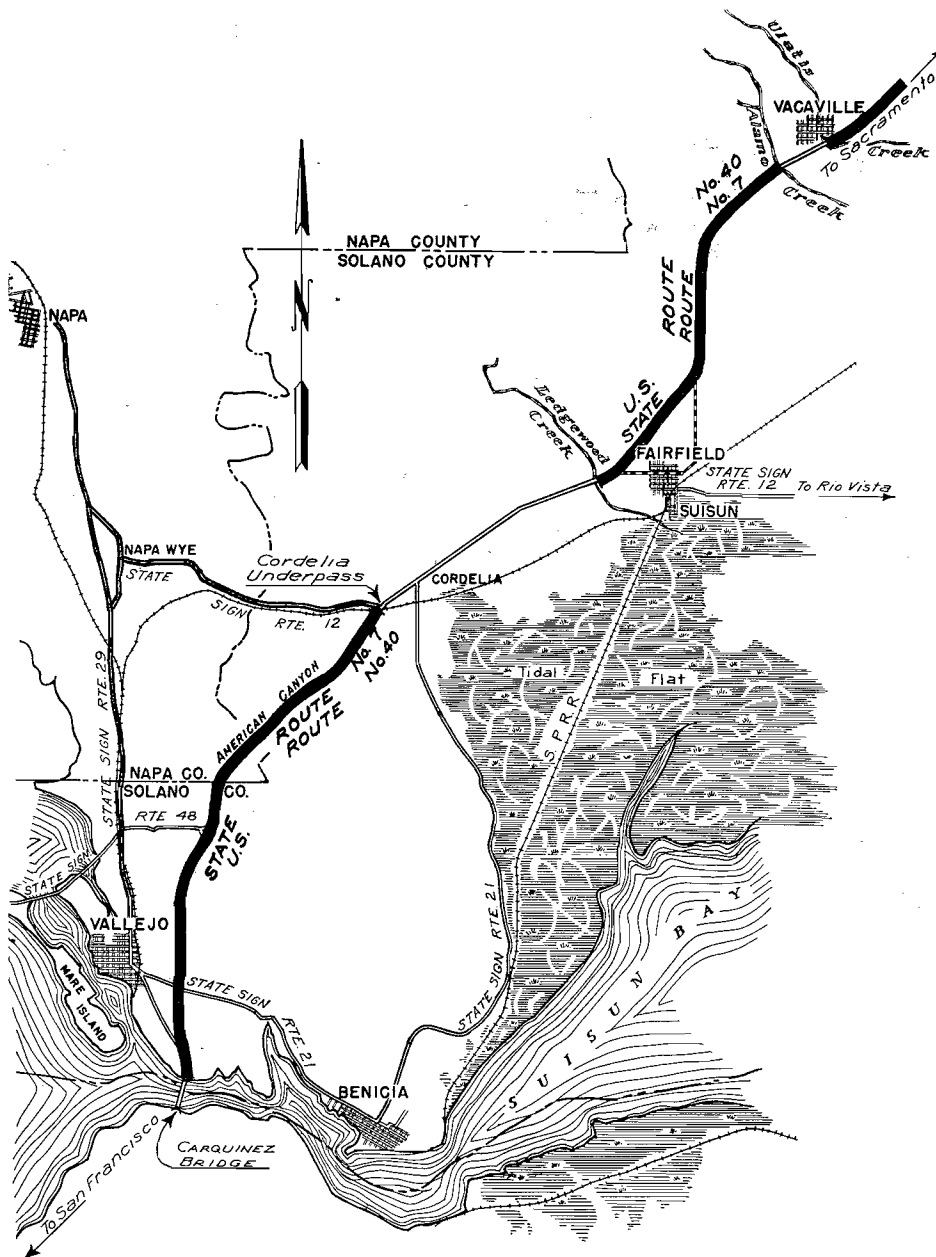 Ulatis
VACAVILLE
To Sacramento
Creek
Alamo
Creek
No. 40
No. 7
NAPA COUNTY
SOLANO COUNTY
N
NAPA
ROUTE
ROUTE
U.S.
STATE
Ledgewood
Creek
FAIRFIELD
STATE SIGN
RTE. 12
To Rio Vista
SUISUN
NAPA WYE
STATE
SIGN
RTE. 12
Cordelia
Underpass
CORDELIA
No. 7
No. 40
Tidal
Flat
AMERICAN CANYON
ROUTE
ROUTE
S.P.R.R.
STATE SIGN RTE. 29
NAPA CO.
SOLANO CO.
RTE 48
STATE
U.S.
STATE SIGN
VALLEJO
MARE
ISLAND
STATE SIGN
RTE. 21
STATE SIGN RTE. 21
SUISUN BAY
BENICIA
CARQUINEZ
BRIDGE
To San Francisco